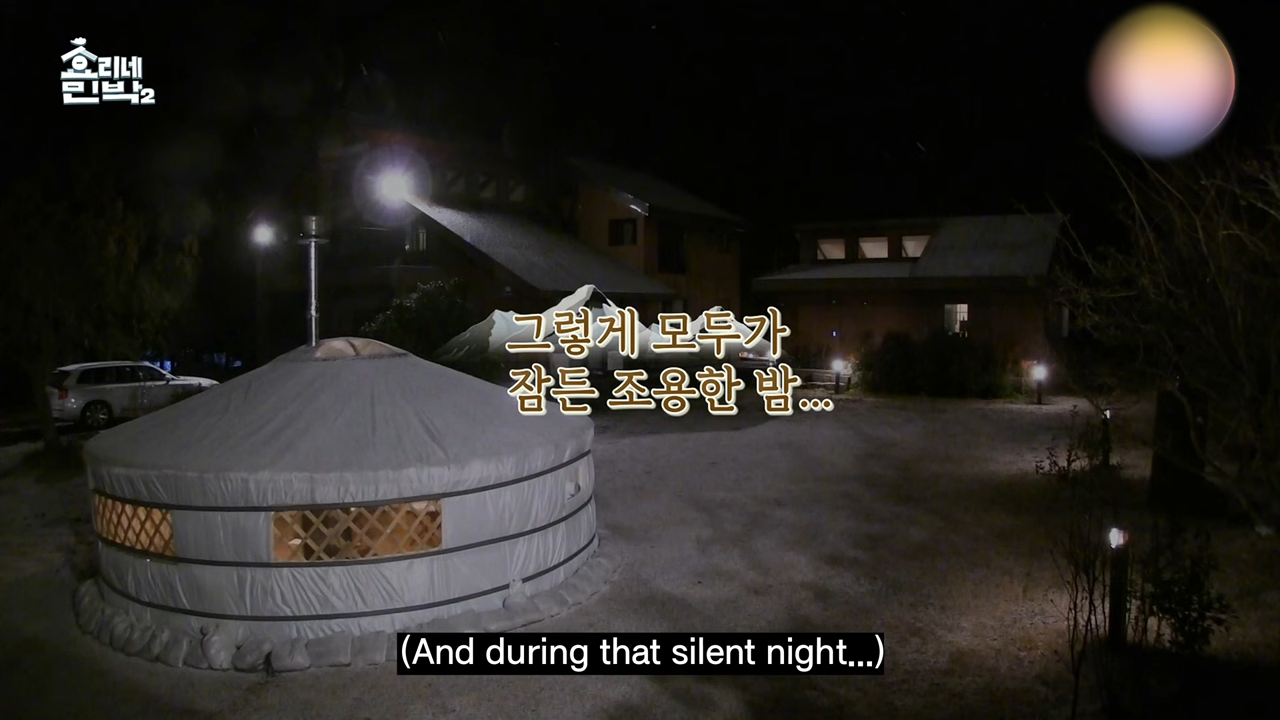 효리네
민박2
그렇게 모두가
잠든 조용한 밤...
(And during that silent night...)